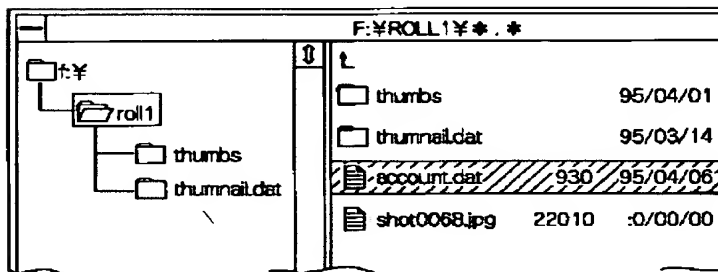 F:¥ROLL1¥*.*
f:¥
roll1
thumbs
thumnail.dat
thumbs 95/04/01
thumnail.dat 95/03/14
account.dat 930 95/04/06
shot0068.jpg 22010 :0/00/00